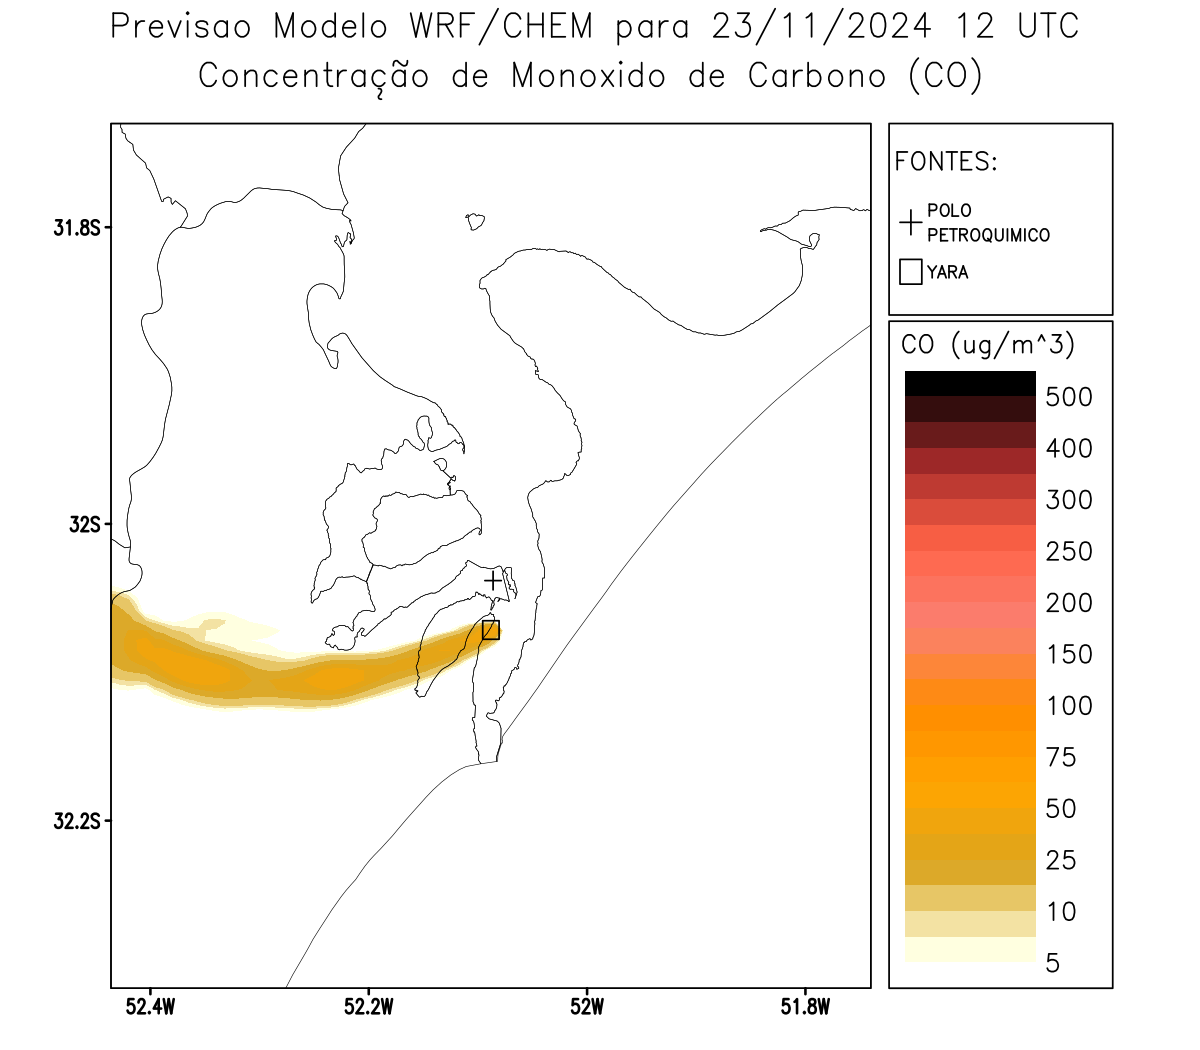 Previsao Modelo WRF/CHEM para 23/11/2024 12 UTC
Concentração de Monoxido de Carbono (CO)
FONTES:
POLO
PETROQUIMICO
YARA
CO (ug/m^3)
500
400
300
250
200
150
100
75
50
25
10
5
31.8S
32S
32.2S
52.4W
52.2W
52W
51.8W